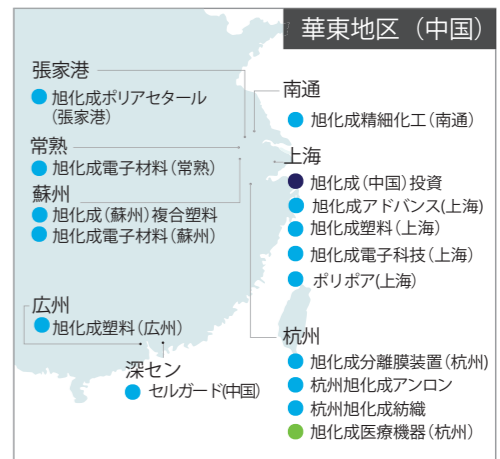 華東地区（中国）
張家港
旭化成ポリアセタール
（張家港）
常熟
旭化成電子材料（常熟）
蘇州
旭化成（蘇州）複合塑料
旭化成電子材料（蘇州）
広州
旭化成塑料（広州）
深セン
セルガード(中国)
南通
旭化成精細化工（南通）
上海
旭化成（中国）投資
旭化成アドバンス(上海)
旭化成塑料（上海）
旭化成電子科技（上海）
ポリポア(上海)
杭州
旭化成分離膜装置（杭州）
杭州旭化成アンロン
杭州旭化成紡織
旭化成医療機器（杭州）